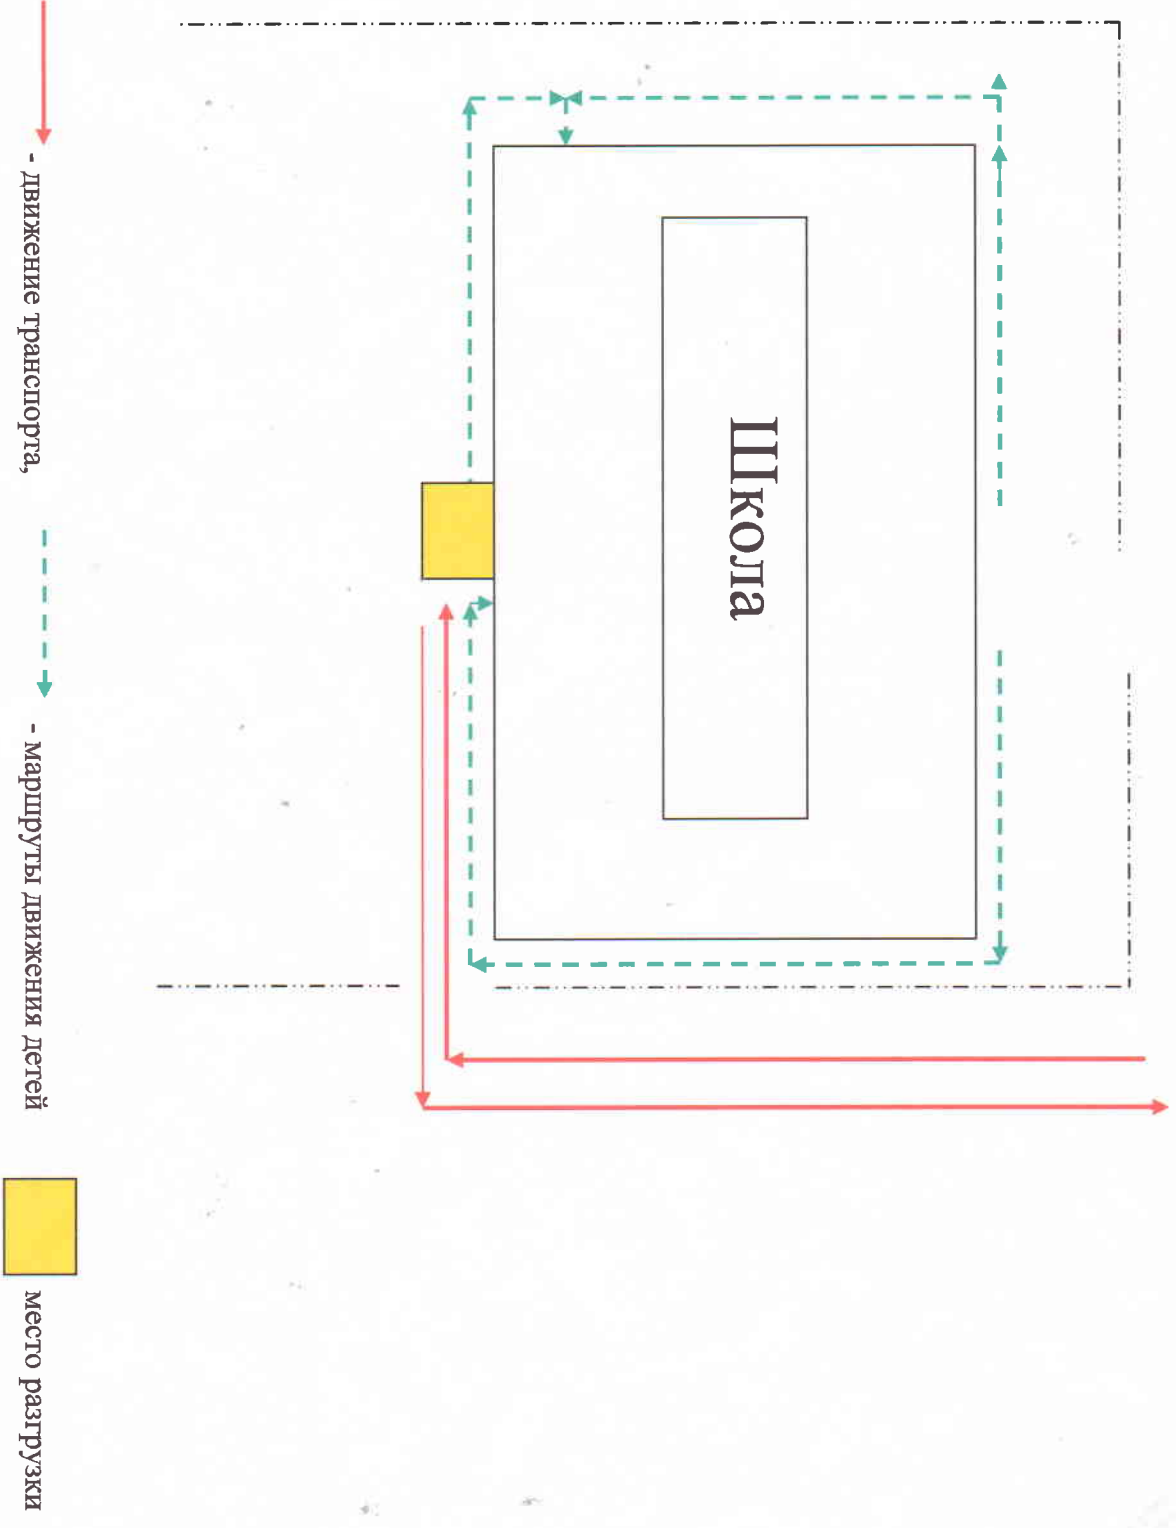 Школа
- движение транспорта,
- маршруты движения детей
место разгрузки